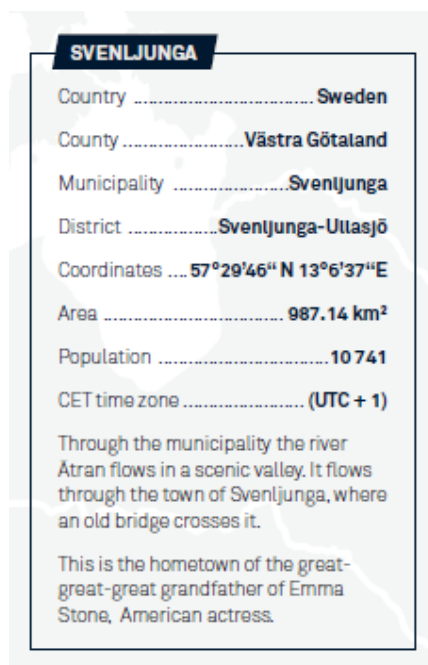 SVENLJUNGA
Country .................................... Sweden
County ........................Västra Götaland
Municipality .......................Svenljunga
District ..................Svenljunga-Ullasjö
Coordinates .... 57°29'46“ N 13°6'37“E
Area .................................... 987.14 km²
Population ..................................10 741
CET time zone ........................ (UTC + 1)
Through the municipality the river
Ätran flows in a scenic valley. It flows
through the town of Svenljunga, where
an old bridge crosses it.
This is the hometown of the great-
great-great grandfather of Emma
Stone, American actress.